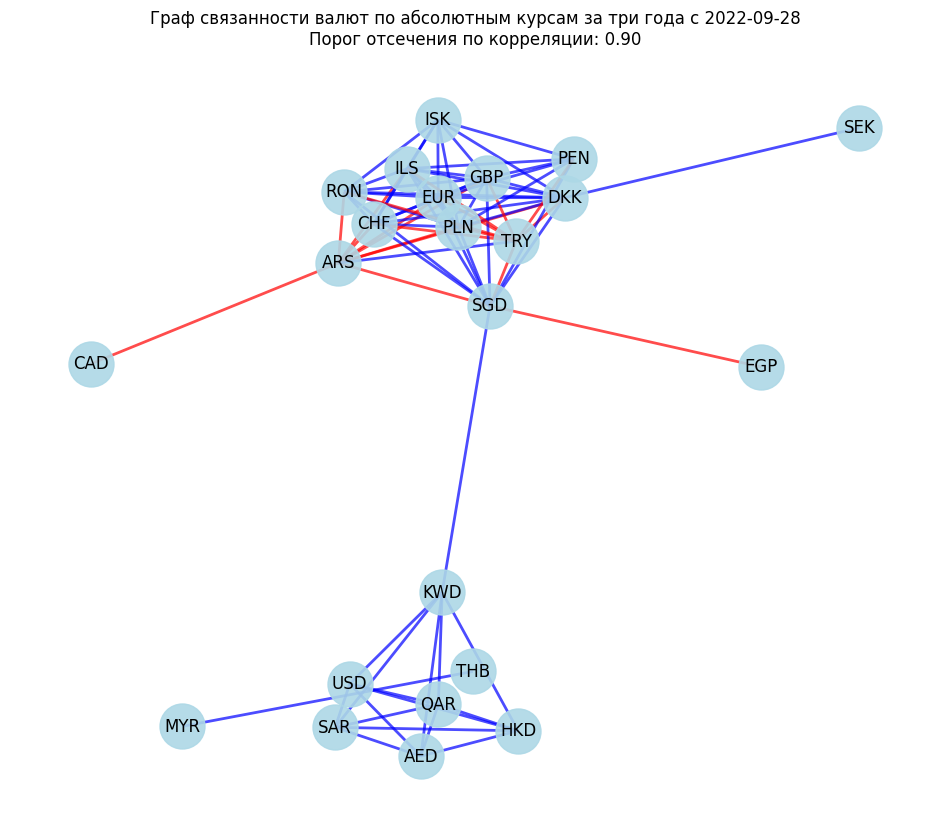 Граф связанности валют по абсолютным курсам за три года с 2022-09-28
Порог отсечения по корреляции: 0.90
ISK
SEK
PEN
ILS
GBP
RON
EUR
DKK
CHF
PLN
TRY
ARS
SGD
CAD
EGP
KWD
THB
USD
QAR
MYR
SAR
HKD
AED